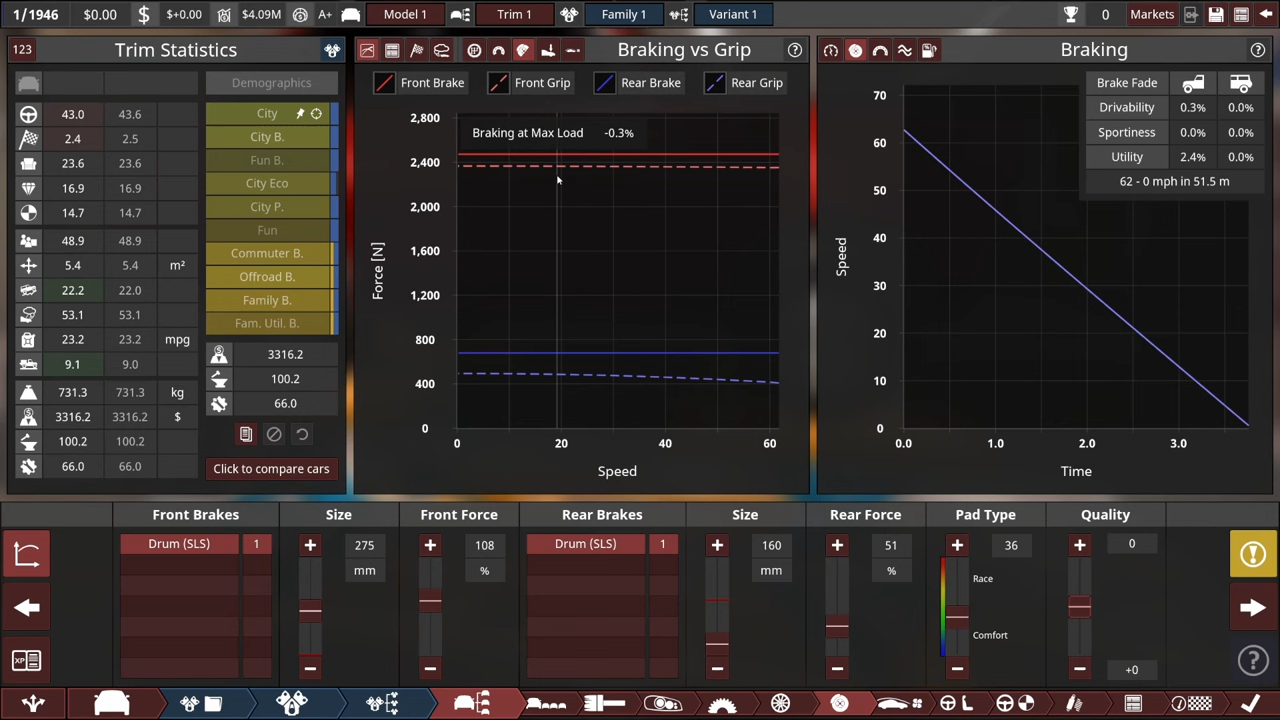 1/1946 $0.00 $ $+0.00 $4.09M A+ Model 1 Trim 1 Family 1 Variant 1 0 Markets
123 Trim Statistics
Demographics
43.0 43.6
2.4 2.5
23.6 23.6
16.9 16.9
14.7 14.7
48.9 48.9
5.4 5.4 m²
22.2 22.0
53.1 53.1
23.2 23.2 mpg
9.1 9.0
731.3 731.3 kg
3316.2 3316.2 $
100.2 100.2
66.0 66.0
City
City B.
Fun B.
City Eco
City P.
Fun
Commuter B.
Offroad B.
Family B.
Fam. Util. B.
3316.2
100.2
66.0
Click to compare cars
Braking vs Grip ?
Front Brake Front Grip Rear Brake Rear Grip
Braking at Max Load -0.3%
2,800
2,400
2,000
1,600
1,200
800
400
0
Force [N]
0 20 40 60
Speed
Braking ?
Brake Fade
Drivability 0.3% 0.0%
Sportiness 0.0% 0.0%
Utility 2.4% 0.0%
62 - 0 mph in 51.5 m
70
60
50
40
30
20
10
0
Speed
0.0 1.0 2.0 3.0
Time
Front Brakes Size Front Force Rear Brakes Size Rear Force Pad Type Quality
Drum (SLS) 1 + 275 + 108 Drum (SLS) 1 + 160 + 51 + 36 + 0
mm % mm %
Race
Comfort
XP
+0
?